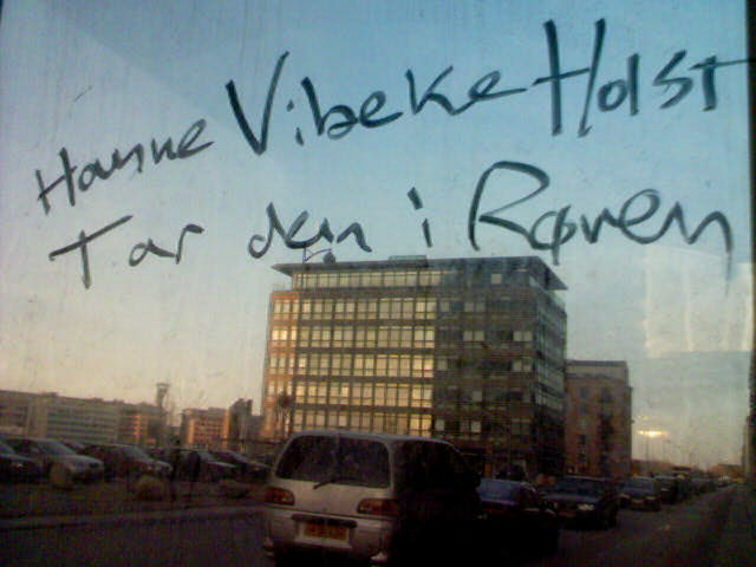 Hanne Vibeke Holst
Tar den i Røven